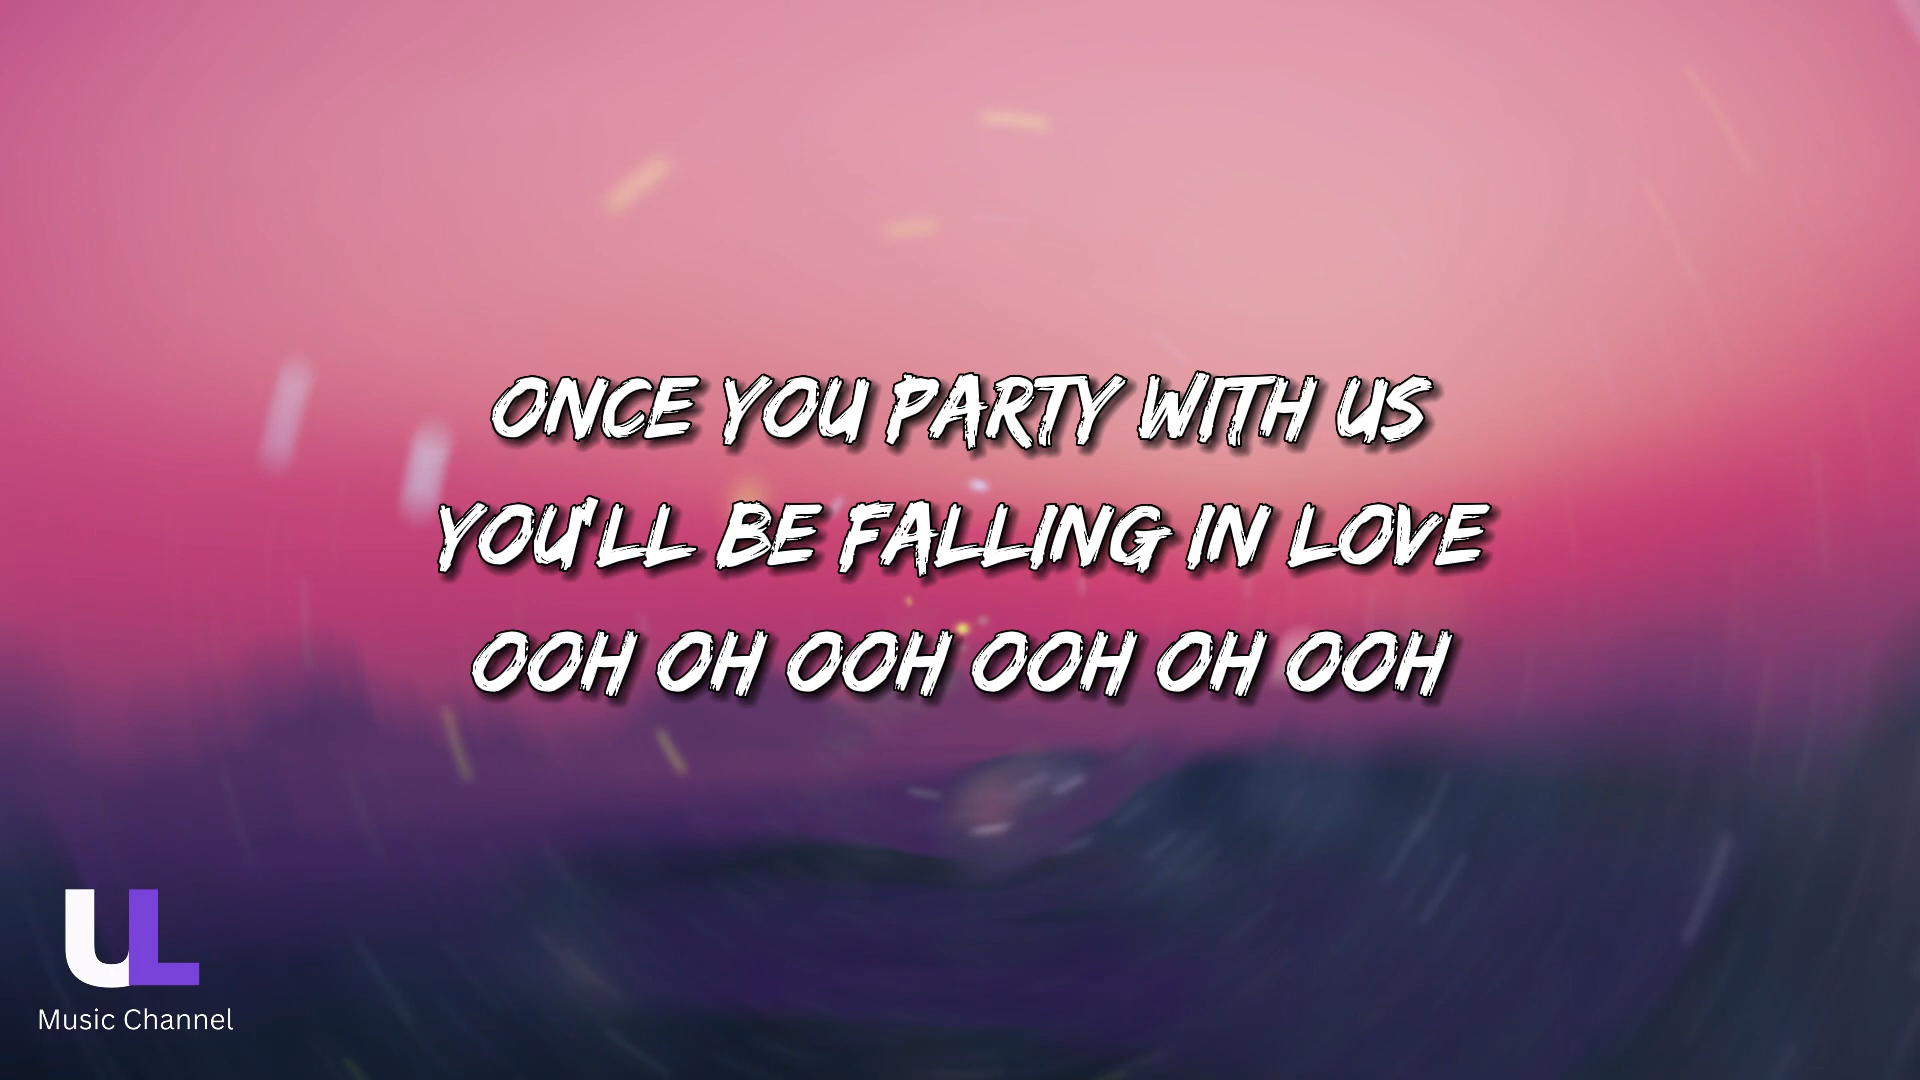 ONCE YOU PARTY WITH US
YOU'LL BE FALLING IN LOVE
OOH OH OOH OOH OH OOH
UL
Music Channel